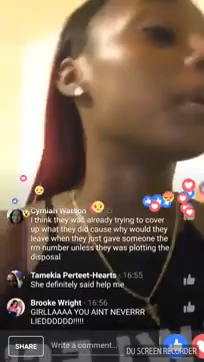 Cymiah Watson
I think they was already trying to cover
up what they did cause why would they
leave when they just gave someone the
rm number unless they was plotting the
disposal
Tamekia Perteet-Hearts · 16:55
She definitely said help me
Brooke Wright · 16:56
GIRLLAAAA YOU AINT NEVERRR
LIEDDDDDD!!!!!
SHARE
Write a comment...
DU SCREEN RECORDER